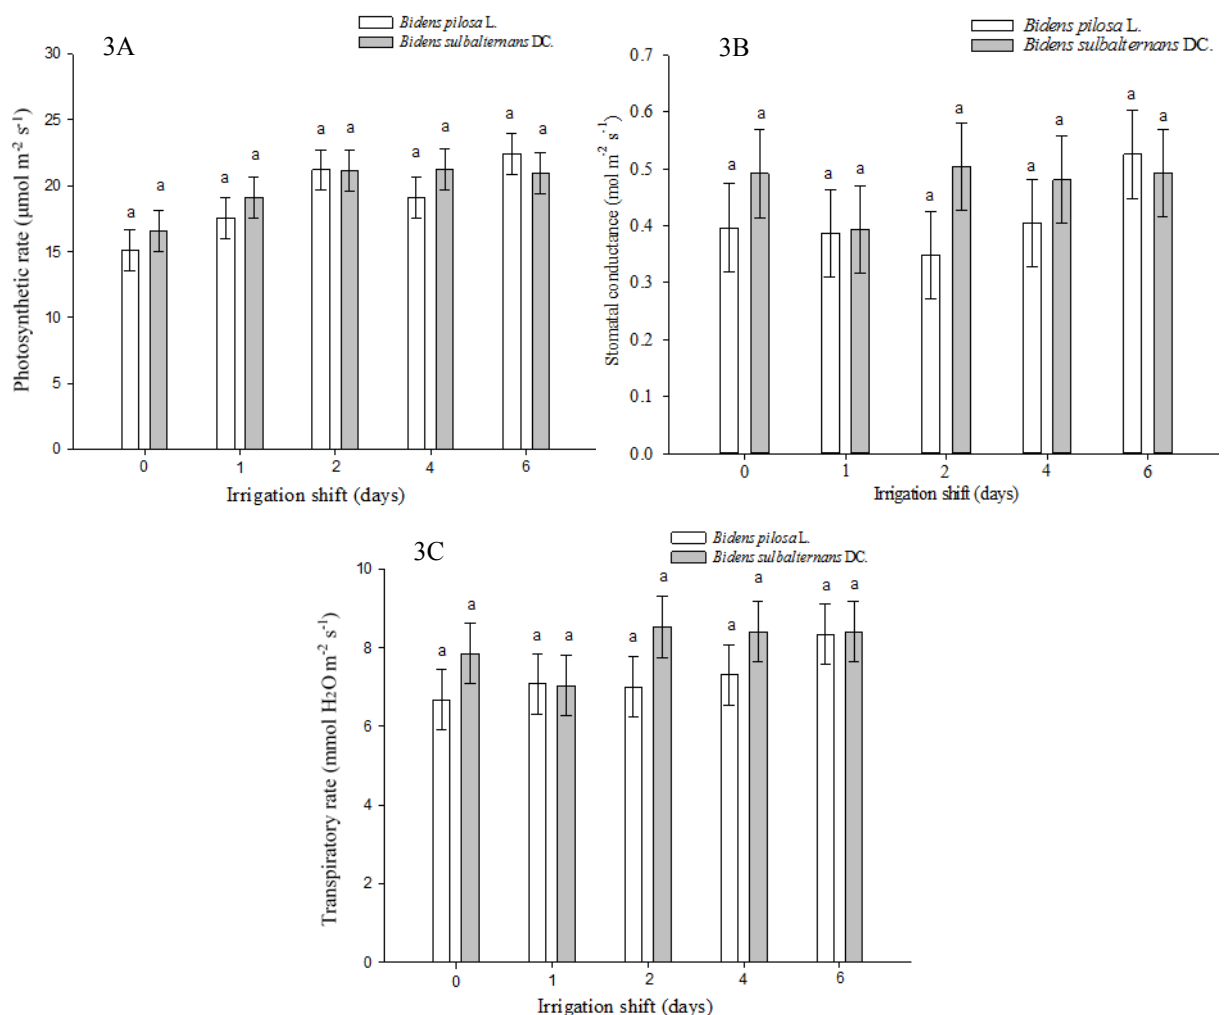 3A
Bidens pilosa L.
Bidens sulbalternans DC.
Photosynthetic rate (µmol m-2 s-1)
30
25
20
15
10
5
0
a a a a a a a a a a
0 1 2 4 6
Irrigation shift (days)
3B
Bidens pilosa L.
Bidens sulbalternans DC.
Stomatal conductance (mol m-2 s-1)
0.7
0.6
0.5
0.4
0.3
0.2
0.1
0.0
a a a a a a a a a a
0 1 2 4 6
Irrigation shift (days)
3C
Bidens pilosa L.
Bidens sulbalternans DC.
Transpiratory rate (mmol H2O m-2 s-1)
10
8
6
4
2
0
a a a a a a a a a a
0 1 2 4 6
Irrigation shift (days)